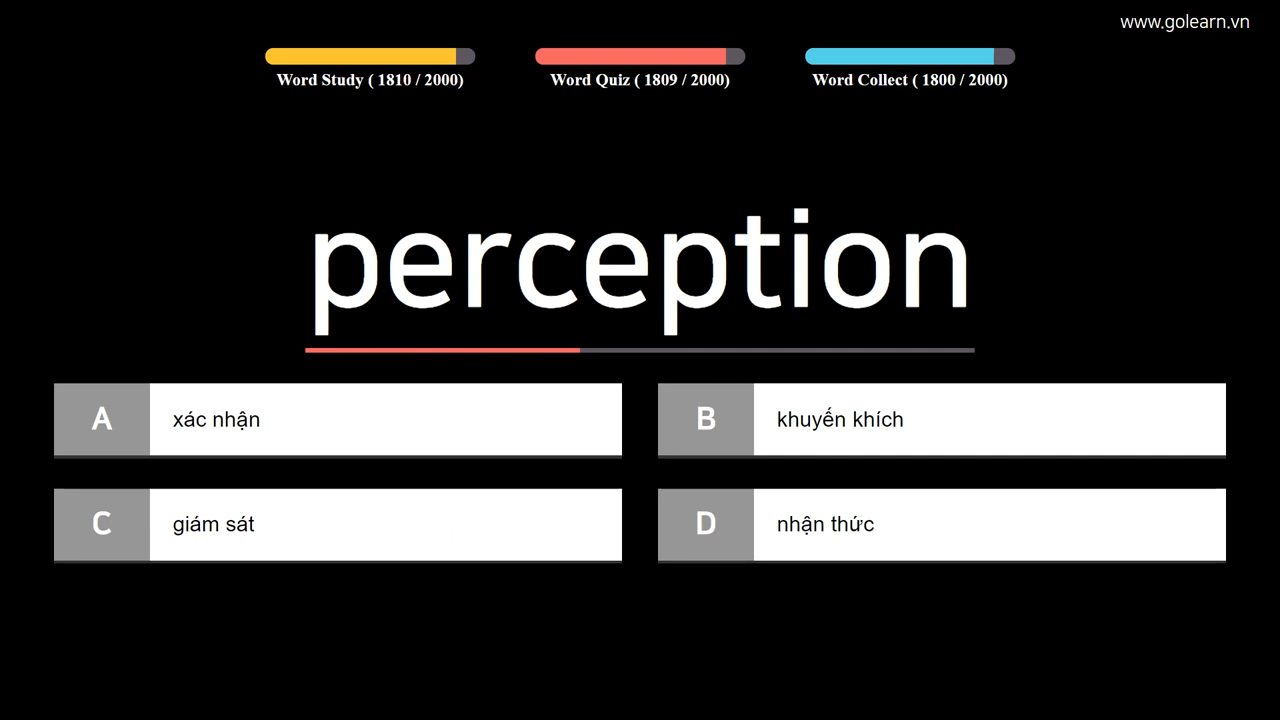 www.golearn.vn
Word Study ( 1810 / 2000)
Word Quiz ( 1809 / 2000)
Word Collect ( 1800 / 2000)
perception
A
xác nhận
B
khuyến khích
C
giám sát
D
nhận thức